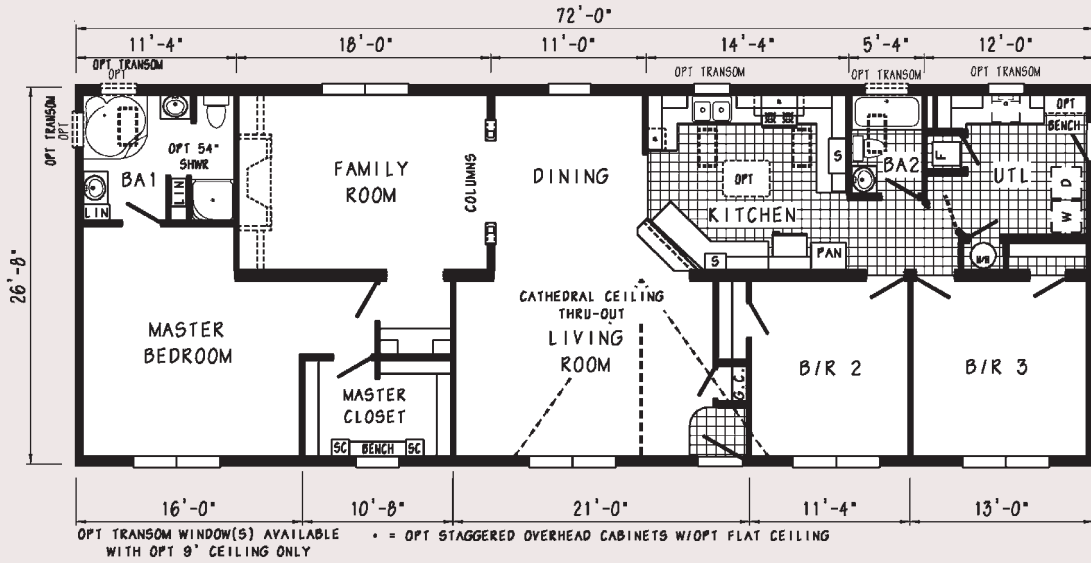 72'-0"
11'-4" 18'-0" 11'-0" 14'-4" 5'-4" 12'-0"
OPT TRANSOM
OPT
OPT TRANSOM
OPT TRANSOM
OPT TRANSOM
OPT TRANSOM
OPT
26'-8"
OPT 54"
SHWR
BA1
LIN
LIN
FAMILY
ROOM
COLUMNS
DINING
OPT
KITCHEN
S
S
PAN
BA2
F
OPT
BENCH
UTL
D
W
W/H
MASTER
BEDROOM
MASTER
CLOSET
SC BENCH SC
CATHEDRAL CEILING
THRU-OUT
LIVING
ROOM
G.C.
B/R 2
B/R 3
16'-0" 10'-8" 21'-0" 11'-4" 13'-0"
OPT TRANSOM WINDOW(S) AVAILABLE
WITH OPT 9' CEILING ONLY
• = OPT STAGGERED OVERHEAD CABINETS W/OPT FLAT CEILING